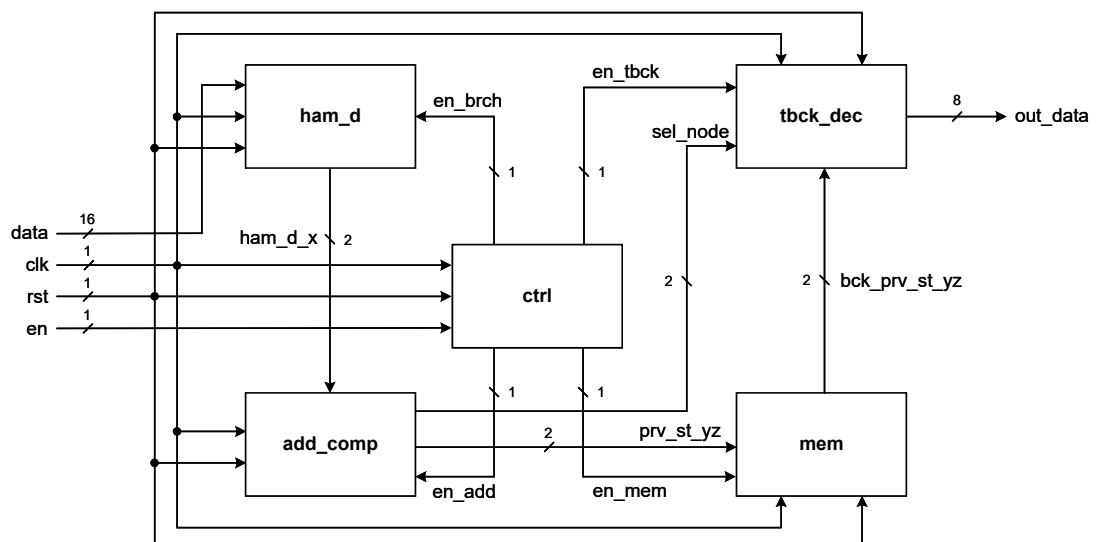 en_tbck
8
ham_d
en_brch
tbck_dec
out_data
sel_node
1
1
16
data
ham_d_x
2
1
clk
2
2
bck_prv_st_yz
1
rst
ctrl
1
en
1
1
add_comp
2
prv_st_yz
mem
en_add
en_mem